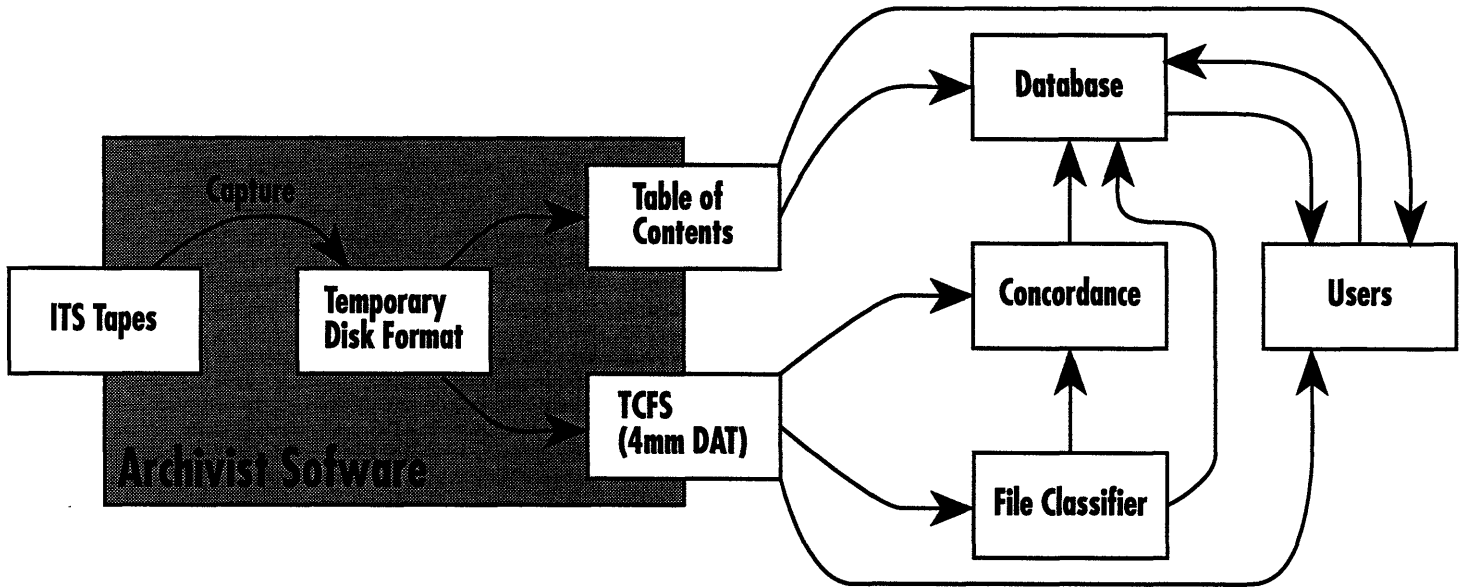 Database
Capture
Table of
Contents
ITS Tapes
Temporary
Disk Format
Concordance
Users
TCFS
(4mm DAT)
Archivist Sofware
File Classifier